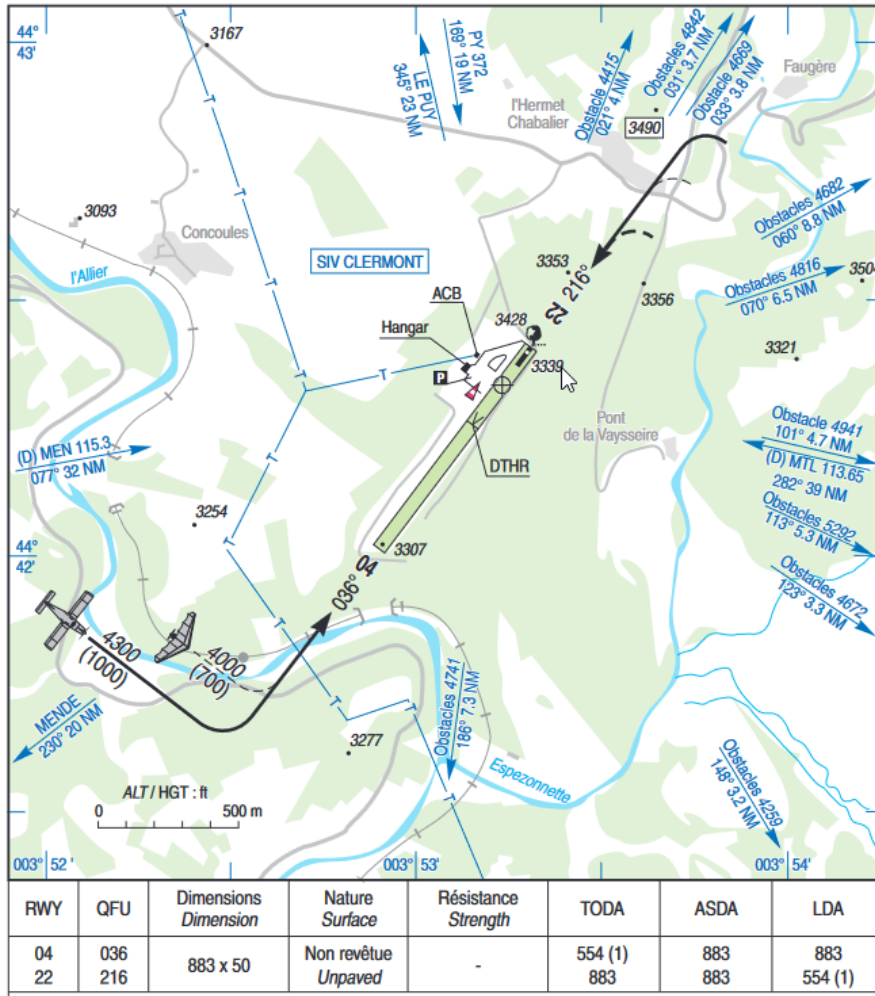 44°
43'
3167
LE PUY
345° 23 NM
PY 372
169° 19 NM
Obstacle 4415
021° 4 NM
Obstacles 4842
031° 3.7 NM
Obstacles 4669
033° 3.8 NM
Faugère
l'Hermet
Chabalier
3490
3093
Concoules
l'Allier
SIV CLERMONT
Obstacles 4682
060° 8.8 NM
Obstacles 4816
070° 6.5 NM
3353
22 216°
3356
ACB
3428
Hangar
P
3339
3321
T
T
T
T
T
T
T
T
(D) MEN 115.3
077° 32 NM
Pont
de la Vaysseire
Obstacle 4941
101° 4.7 NM
(D) MTL 113.65
282° 39 NM
DTHR
3254
Obstacles 5292
113° 5.3 NM
44°
42'
3307
036° 04
Obstacles 4672
123° 3.3 NM
4300
(1000)
4000
(700)
MENDE
230° 20 NM
Obstacles 4741
186° 7.3 NM
3277
Espezonnette
Obstacles 4259
148° 3.2 NM
ALT / HGT : ft
0 500 m
003° 52 ' 003° 53' 003° 54'
RWY QFU Dimensions Nature Résistance TODA ASDA LDA
Dimension Surface Strength
04 036 883 x 50 Non revêtue - 554 (1) 883 883
22 216 Unpaved 883 883 554 (1)